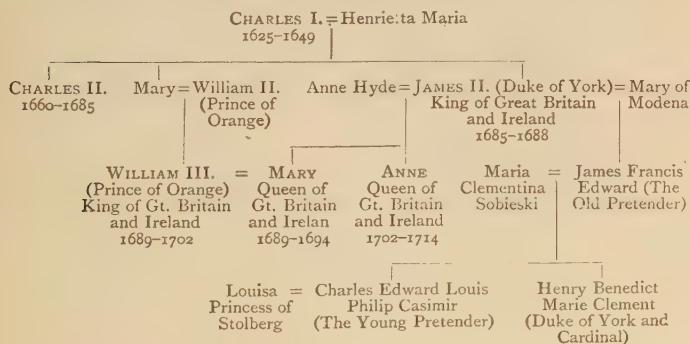 CHARLES I. = Henrie:ta Maria
1625–1649
CHARLES II.
1660–1685
Mary = William II.
(Prince of
Orange)
Anne Hyde = JAMES II. (Duke of York) = Mary of
Modena
King of Great Britain
and Ireland
1685–1688
WILLIAM III. = MARY
(Prince of Orange)
King of Gt. Britain
and Ireland
1689–1702
Queen of
Gt. Britain
and Irelan
1689–1694
ANNE
Queen of
Gt. Britain
and Ireland
1702–1714
Maria = James Francis
Clementina
Sobieski
Edward (The
Old Pretender)
Louisa = Charles Edward Louis
Princess of
Stolberg
Philip Casimir
(The Young Pretender)
Henry Benedict
Marie Clement
(Duke of York and
Cardinal)